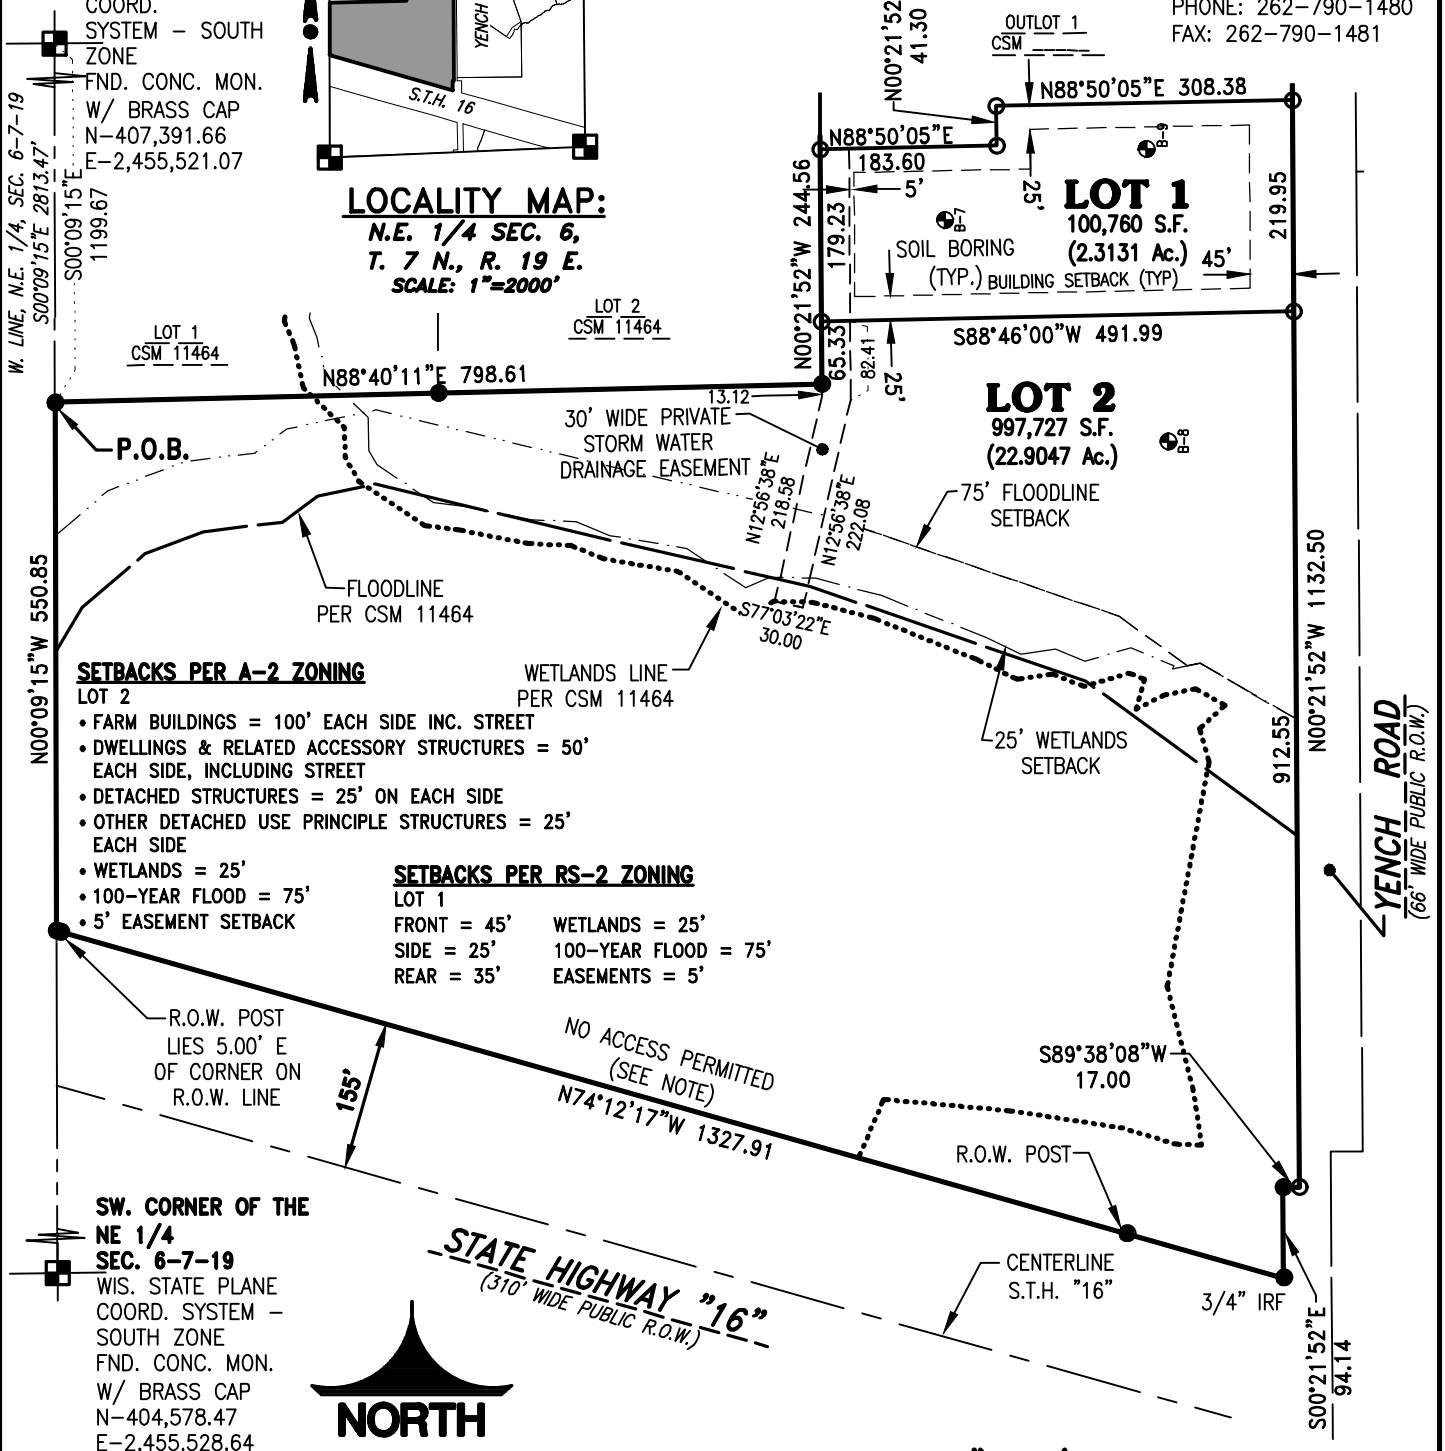 COORD.
SYSTEM – SOUTH
ZONE
FND. CONC. MON.
W/ BRASS CAP
N–407,391.66
E–2,455,521.07
W. LINE, N.E. 1/4, SEC. 6–7–19
S00°09'15"E 2813.47'
S00°09'15"E
1199.67
YENCH
S.T.H. 16
LOCALITY MAP:
N.E. 1/4 SEC. 6,
T. 7 N., R. 19 E.
SCALE: 1"=2000'
PHONE: 262–790–1480
FAX: 262–790–1481
OUTLOT 1
CSM _____
N00°21'52
41.30
N88°50'05"E 308.38
N88°50'05"E
183.60
5'
25'
B–9
LOT 1
100,760 S.F.
(2.3131 Ac.)
B–7
SOIL BORING
(TYP.)
BUILDING SETBACK (TYP)
45'
219.95
N00°21'52"W 244.56
179.23
65.33
82.41
25'
S88°46'00"W 491.99
LOT 1
CSM 11464
LOT 2
CSM 11464
N88°40'11"E 798.61
13.12
P.O.B.
30' WIDE PRIVATE
STORM WATER
DRAINAGE EASEMENT
LOT 2
997,727 S.F.
(22.9047 Ac.)
B–8
N12°56'38"E
218.58
N12°56'38"E
222.08
75' FLOODLINE
SETBACK
N00°09'15"W 550.85
FLOODLINE
PER CSM 11464
S77°03'22"E
30.00
WETLANDS LINE
PER CSM 11464
25' WETLANDS
SETBACK
912.55
N00°21'52"W 1132.50
YENCH ROAD
(66' WIDE PUBLIC R.O.W.)
SETBACKS PER A–2 ZONING
LOT 2
• FARM BUILDINGS = 100' EACH SIDE INC. STREET
• DWELLINGS & RELATED ACCESSORY STRUCTURES = 50'
EACH SIDE, INCLUDING STREET
• DETACHED STRUCTURES = 25' ON EACH SIDE
• OTHER DETACHED USE PRINCIPLE STRUCTURES = 25'
EACH SIDE
• WETLANDS = 25'
• 100–YEAR FLOOD = 75'
• 5' EASEMENT SETBACK
SETBACKS PER RS–2 ZONING
LOT 1
FRONT = 45' WETLANDS = 25'
SIDE = 25' 100–YEAR FLOOD = 75'
REAR = 35' EASEMENTS = 5'
R.O.W. POST
LIES 5.00' E
OF CORNER ON
R.O.W. LINE
155'
NO ACCESS PERMITTED
(SEE NOTE)
N74°12'17"W 1327.91
S89°38'08"W
17.00
R.O.W. POST
SW. CORNER OF THE
NE 1/4
SEC. 6–7–19
WIS. STATE PLANE
COORD. SYSTEM –
SOUTH ZONE
FND. CONC. MON.
W/ BRASS CAP
N–404,578.47
E–2,455,528.64
STATE HIGHWAY "16"
(310' WIDE PUBLIC R.O.W.)
CENTERLINE
S.T.H. "16"
3/4" IRF
S00°21'52"E
94.14
NORTH